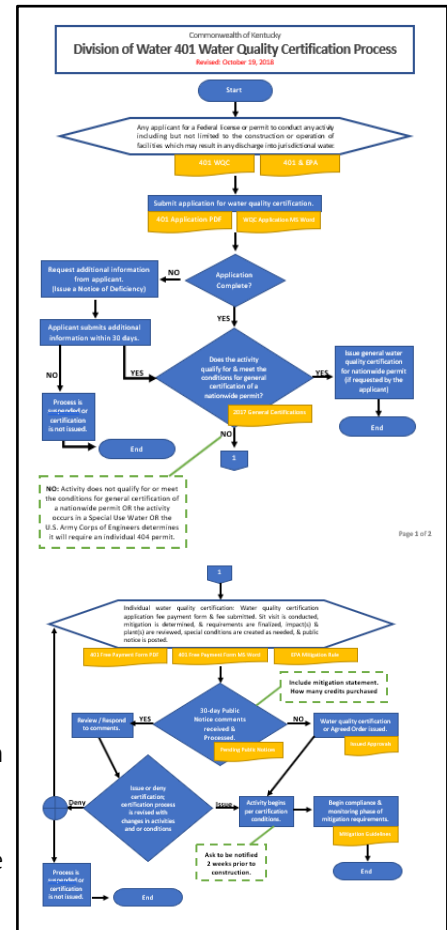 Commonwealth of Kentucky
Division of Water 401 Water Quality Certification Process
Revised: October 19, 2018
Start
Any applicant for a Federal license or permit to conduct any activity
including but not limited to the construction or operation of
facilities which may result in any discharge into jurisdictional water.
401 WQC
401 & EPA
Submit application for water quality certification.
401 Application PDF
WQC Application MS Word
Request additional information
from applicant.
(Issue a Notice of Deficiency)
NO
Application
Complete?
Applicant submits additional
information within 30 days.
YES
NO
YES
Does the activity
qualify for & meet the
conditions for general
certification of a
nationwide permit?
YES
Issue general water
quality certification
for nationwide permit
(if requested by the
applicant)
2017 General Certifications
Process is
suspended or
certification
is not issued.
End
NO
1
End
NO: Activity does not qualify for or meet
the conditions for general certification of
a nationwide permit OR the activity
occurs in a Special Use Water OR the
U.S. Army Corps of Engineers determines
it will require an individual 404 permit.
Page 1 of 2
1
Individual water quality certification: Water quality certification
application fee payment form & fee submitted. Sit visit is conducted,
mitigation is determined, & requirements are finalized, impact(s) &
plant(s) are reviewed, special conditions are created as needed, & public
notice is posted.
401 Free Payment Form PDF
401 Free Payment Form MS Word
EPA Mitigation Rule
Include mitigation statement.
How many credits purchased
Review / Respond
to comments.
YES
30-day Public
Notice comments
received &
Processed.
NO
Water quality certification
or Agreed Order issued.
Pending Public Notices
Issued Approvals
Issue or deny
certification;
certification process
is revised with
changes in activities
and or conditions
Deny
Issue
Activity begins
per certification
conditions.
Begin compliance &
monitoring phase of
mitigation requirements.
Mitigation Guidelines
Ask to be notified
2 weeks prior to
construction.
End
Process is
suspended or
certification
is not issued.
End
n
e